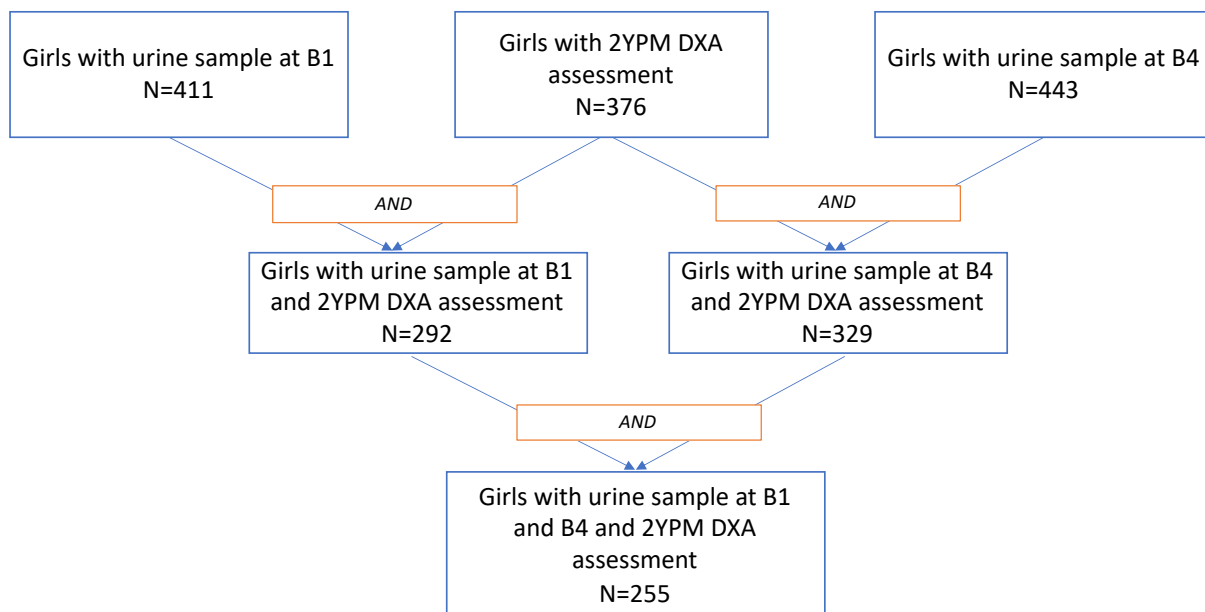 Girls with urine sample at B1
N=411
Girls with 2YPM DXA
assessment
N=376
Girls with urine sample at B4
N=443
AND
AND
Girls with urine sample at B1
and 2YPM DXA assessment
N=292
Girls with urine sample at B4
and 2YPM DXA assessment
N=329
AND
Girls with urine sample at B1
and B4 and 2YPM DXA
assessment
N=255